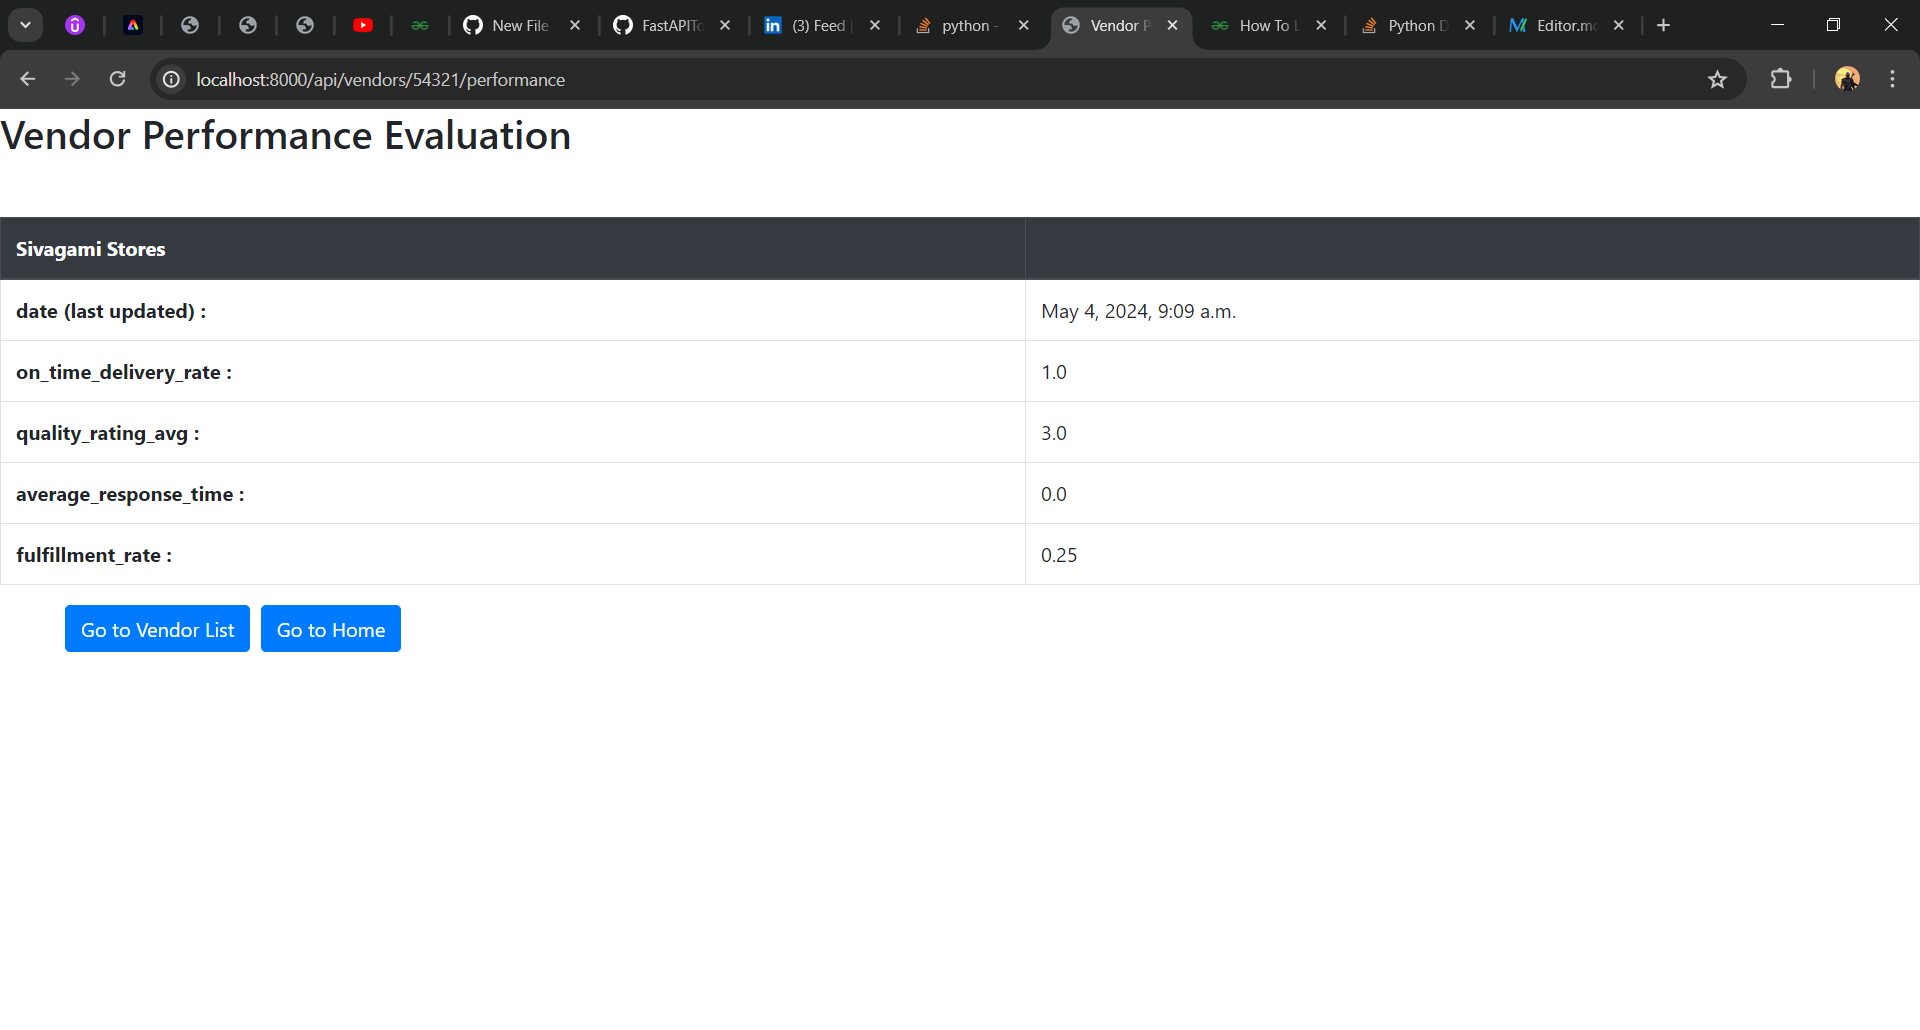 New File
FastAPITo
(3) Feed
python -
Vendor P
How To L
Python D
Editor.md
localhost:8000/api/vendors/54321/performance
Vendor Performance Evaluation
Sivagami Stores
date (last updated) : May 4, 2024, 9:09 a.m.
on_time_delivery_rate : 1.0
quality_rating_avg : 3.0
average_response_time : 0.0
fulfillment_rate : 0.25
Go to Vendor List Go to Home